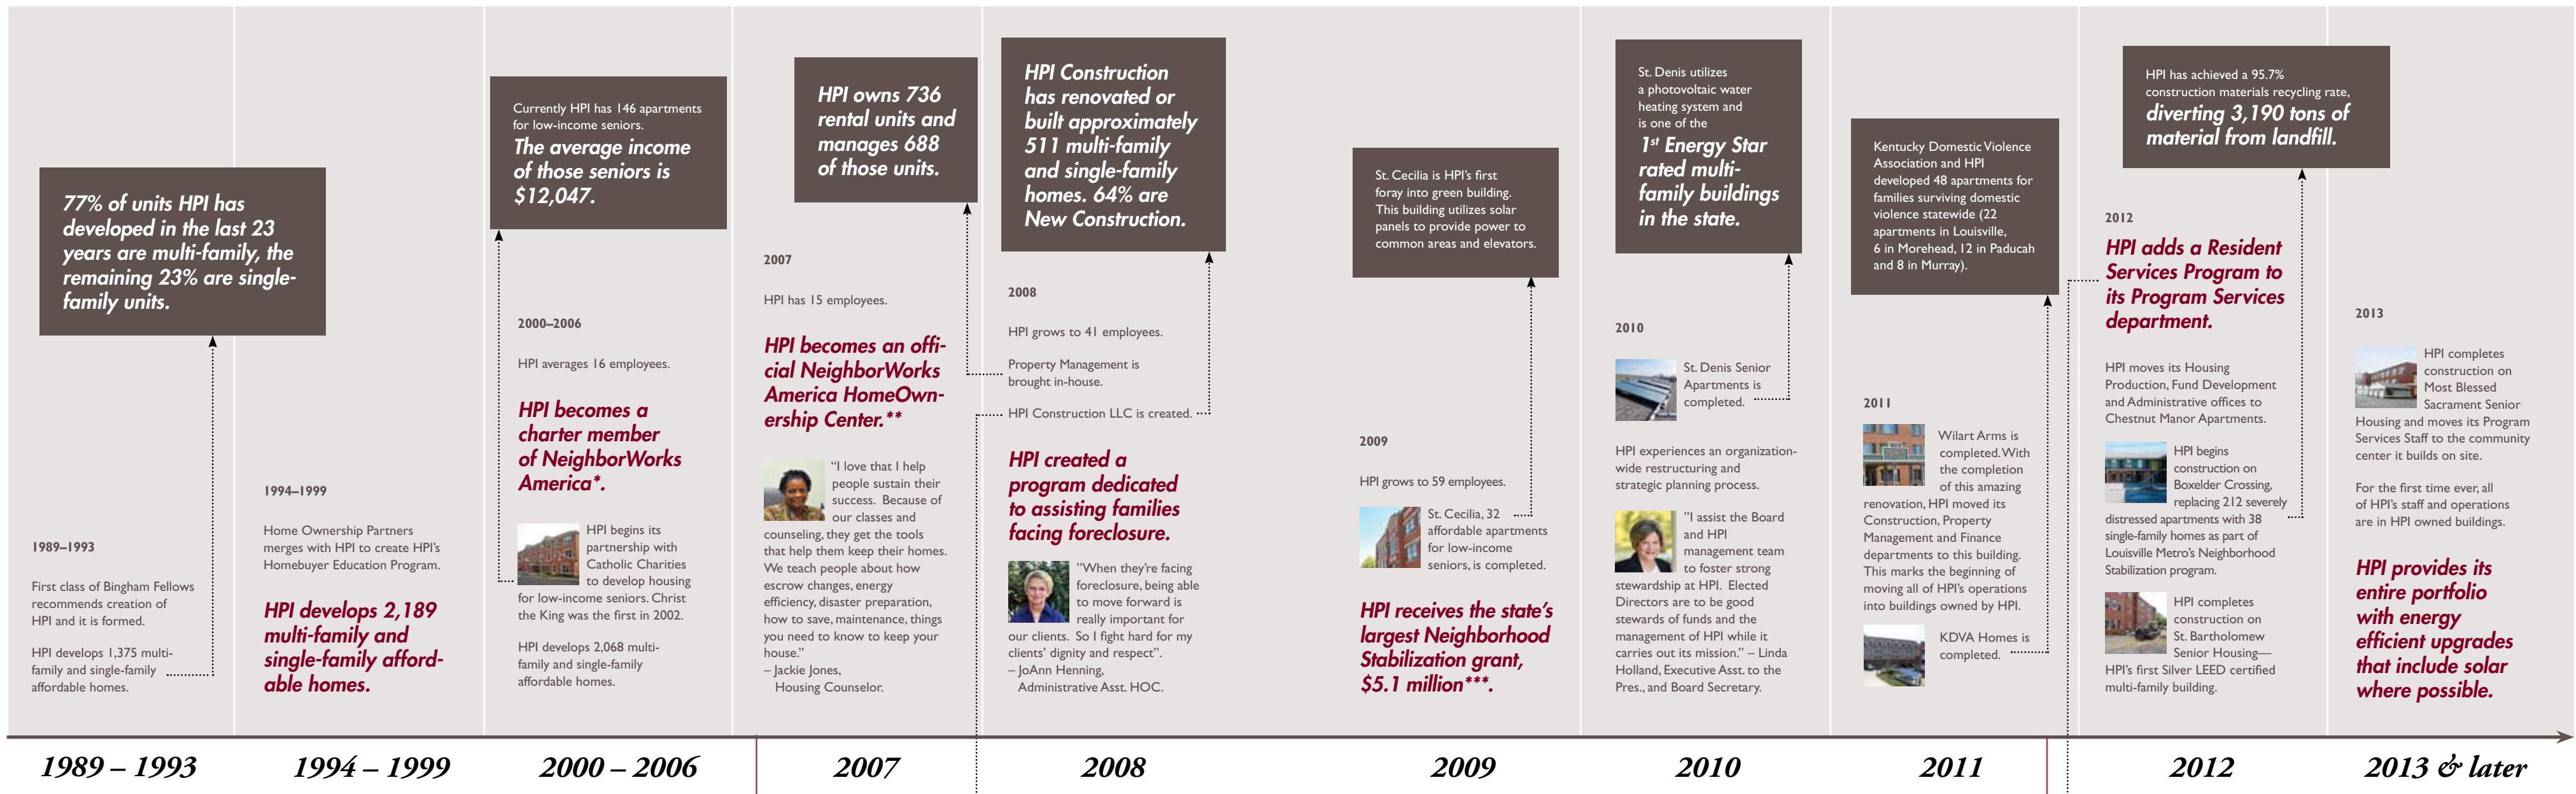 77% of units HPI has
developed in the last 23
years are multi-family, the
remaining 23% are single-
family units.
1989–1993
First class of Bingham Fellows
recommends creation of
HPI and it is formed.
HPI develops 1,375 multi-
family and single-family
affordable homes.
1994–1999
Home Ownership Partners
merges with HPI to create HPI's
Homebuyer Education Program.
HPI develops 2,189
multi-family and
single-family afford-
able homes.
Currently HPI has 146 apartments
for low-income seniors.
The average income
of those seniors is
$12,047.
2000–2006
HPI averages 16 employees.
HPI becomes a
charter member
of NeighborWorks
America*.
HPI begins its
partnership with
Catholic Charities
to develop housing
for low-income seniors. Christ
the King was the first in 2002.
HPI develops 2,068 multi-
family and single-family
affordable homes.
HPI owns 736
rental units and
manages 688
of those units.
2007
HPI has 15 employees.
HPI becomes an offi-
cial NeighborWorks
America HomeOwn-
ership Center.**
"I love that I help
people sustain their
success. Because of
our classes and
counseling, they get the tools
that help them keep their homes.
We teach people about how
escrow changes, energy
efficiency, disaster preparation,
how to save, maintenance, things
you need to know to keep your
house."
– Jackie Jones,
Housing Counselor.
HPI Construction
has renovated or
built approximately
511 multi-family
and single-family
homes. 64% are
New Construction.
2008
HPI grows to 41 employees.
Property Management is
brought in-house.
HPI Construction LLC is created.
HPI created a
program dedicated
to assisting families
facing foreclosure.
"When they're facing
foreclosure, being able
to move forward is
really important for
our clients. So I fight hard for my
clients' dignity and respect".
– JoAnn Henning,
Administrative Asst. HOC.
St. Cecilia is HPI's first
foray into green building.
This building utilizes solar
panels to provide power to
common areas and elevators.
2009
HPI grows to 59 employees.
St. Cecilia, 32
affordable apartments
for low-income
seniors, is completed.
HPI receives the state's
largest Neighborhood
Stabilization grant,
$5.1 million***.
St. Denis utilizes
a photovoltaic water
heating system and
is one of the
1st Energy Star
rated multi-
family buildings
in the state.
2010
St. Denis Senior
Apartments is
completed.
HPI experiences an organization-
wide restructuring and
strategic planning process.
"I assist the Board
and HPI
management team
to foster strong
stewardship at HPI. Elected
Directors are to be good
stewards of funds and the
management of HPI while it
carries out its mission." – Linda
Holland, Executive Asst. to the
Pres., and Board Secretary.
Kentucky Domestic Violence
Association and HPI
developed 48 apartments for
families surviving domestic
violence statewide (22
apartments in Louisville,
6 in Morehead, 12 in Paducah
and 8 in Murray).
2011
Wilart Arms is
completed. With
the completion
of this amazing
renovation, HPI moved its
Construction, Property
Management and Finance
departments to this building.
This marks the beginning of
moving all of HPI's operations
into buildings owned by HPI.
KDVA Homes is
completed.
HPI has achieved a 95.7%
construction materials recycling rate,
diverting 3,190 tons of
material from landfill.
2012
HPI adds a Resident
Services Program to
its Program Services
department.
HPI moves its Housing
Production, Fund Development
and Administrative offices to
Chestnut Manor Apartments.
HPI begins
construction on
Boxelder Crossing,
replacing 212 severely
distressed apartments with 38
single-family homes as part of
Louisville Metro's Neighborhood
Stabilization program.
HPI completes
construction on
St. Bartholomew
Senior Housing—
HPI's first Silver LEED certified
multi-family building.
2013
HPI completes
construction on
Most Blessed
Sacrament Senior
Housing and moves its Program
Services Staff to the community
center it builds on site.
For the first time ever, all
of HPI's staff and operations
are in HPI owned buildings.
HPI provides its
entire portfolio
with energy
efficient upgrades
that include solar
where possible.
1989 – 1993
1994 – 1999
2000 – 2006
2007
2008
2009
2010
2011
2012
2013 & later